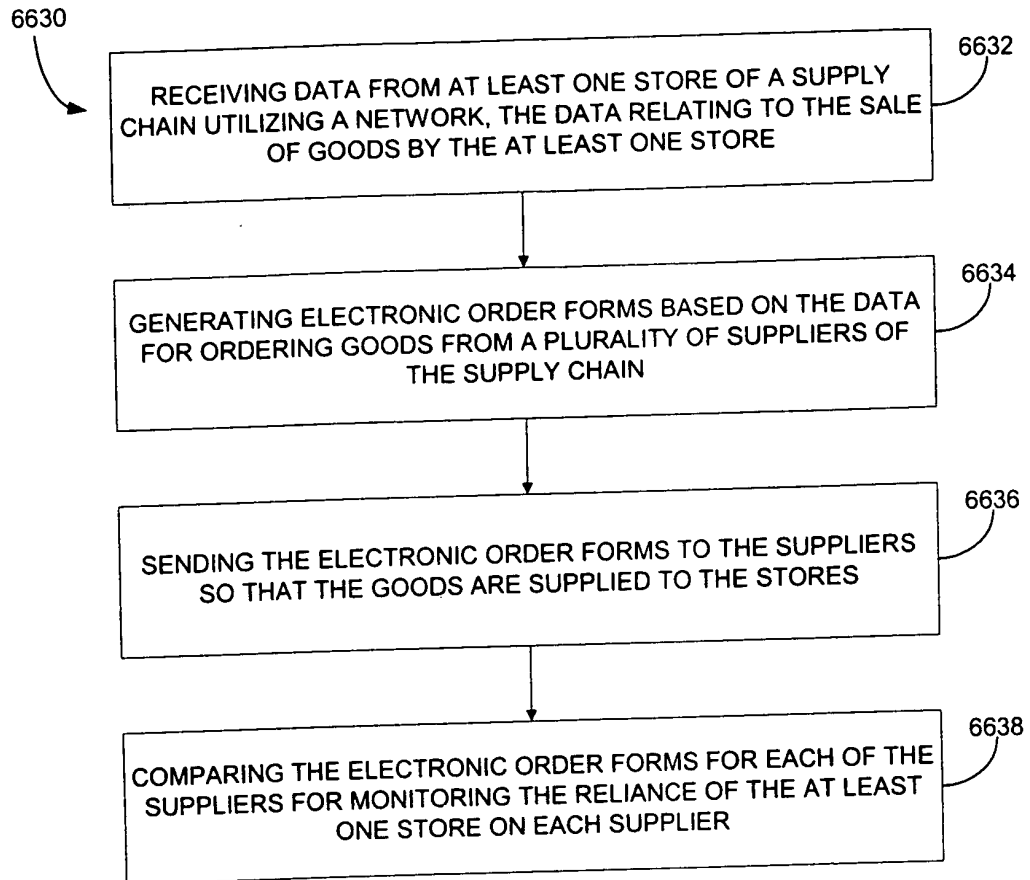 6630
6632
RECEIVING DATA FROM AT LEAST ONE STORE OF A SUPPLY
CHAIN UTILIZING A NETWORK, THE DATA RELATING TO THE SALE
OF GOODS BY THE AT LEAST ONE STORE
6634
GENERATING ELECTRONIC ORDER FORMS BASED ON THE DATA
FOR ORDERING GOODS FROM A PLURALITY OF SUPPLIERS OF
THE SUPPLY CHAIN
6636
SENDING THE ELECTRONIC ORDER FORMS TO THE SUPPLIERS
SO THAT THE GOODS ARE SUPPLIED TO THE STORES
6638
COMPARING THE ELECTRONIC ORDER FORMS FOR EACH OF THE
SUPPLIERS FOR MONITORING THE RELIANCE OF THE AT LEAST
ONE STORE ON EACH SUPPLIER